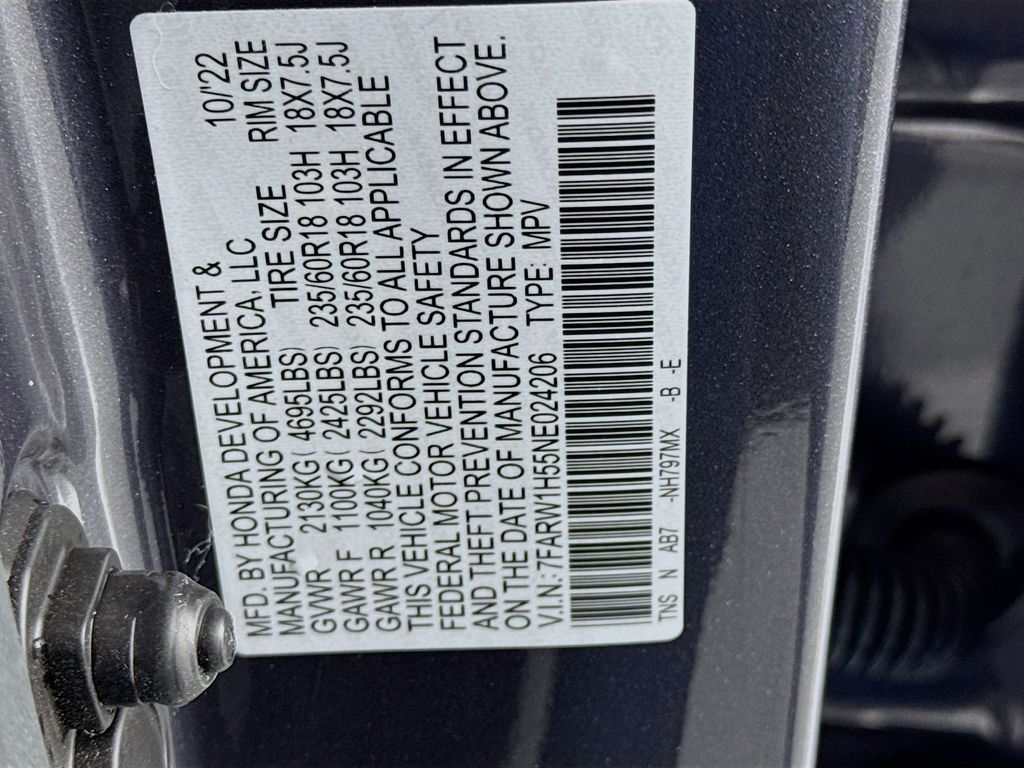 MFD. BY HONDA DEVELOPMENT &
MANUFACTURING OF AMERICA, LLC 10/'22
GVWR 2130KG( 4695LBS) TIRE SIZE RIM SIZE
GAWR F 1100KG( 2425LBS) 235/60R18 103H 18X7.5J
GAWR R 1040KG( 2292LBS) 235/60R18 103H 18X7.5J
THIS VEHICLE CONFORMS TO ALL APPLICABLE
FEDERAL MOTOR VEHICLE SAFETY
AND THEFT PREVENTION STANDARDS IN EFFECT
ON THE DATE OF MANUFACTURE SHOWN ABOVE.
V.I.N.: 7FARW1H55NE024206 TYPE: MPV
TNS N AB7 -NH797MX -B -E